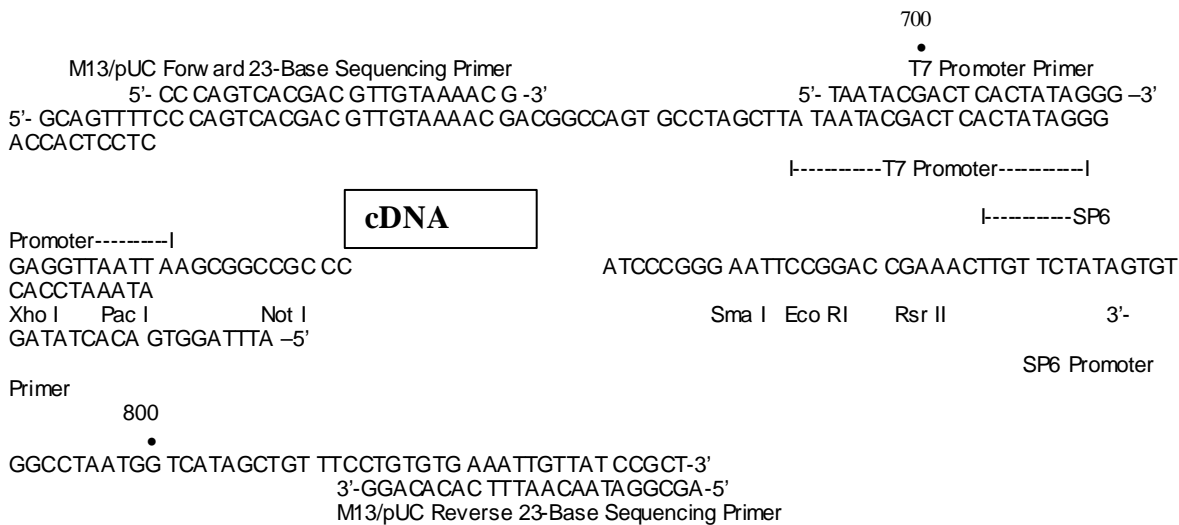 700
•
M13/pUC Forward 23-Base Sequencing Primer T7 Promoter Primer
5'- CC CAGTCACGAC GTTGTAAAAC G -3' 5'- TAATACGACT CACTATAGGG –3'
5'- GCAGTTTTCC CAGTCACGAC GTTGTAAAAC GACGGCCAGT GCCTAGCTTA TAATACGACT CACTATAGGG
ACCACTCCTC
I------------T7 Promoter------------I
cDNA I------------SP6
Promoter----------I
GAGGTTAATT AAGCGGCCGC CC ATCCCGGG AATTCCGGAC CGAAACTTGT TCTATAGTGT
CACCTAAATA
Xho I Pac I Not I Sma I Eco RI Rsr II 3'-
GATATCACA GTGGATTTA –5'
SP6 Promoter
Primer
800
•
GGCCTAATGG TCATAGCTGT TTCCTGTGTG AAATTGTTAT CCGCT-3'
3'-GGACACAC TTTAACAATAGGCGA-5'
M13/pUC Reverse 23-Base Sequencing Primer